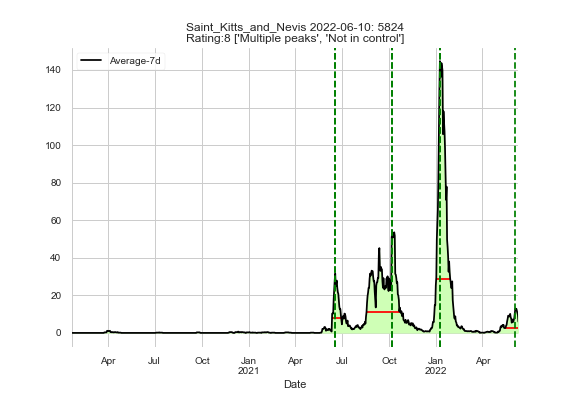 Saint_Kitts_and_Nevis 2022-06-10: 5824
Rating:8 ['Multiple peaks', 'Not in control']
Average-7d
140
120
100
80
60
40
20
0
Apr Jul Oct Jan Apr Jul Oct Jan Apr
2021 2022
Date